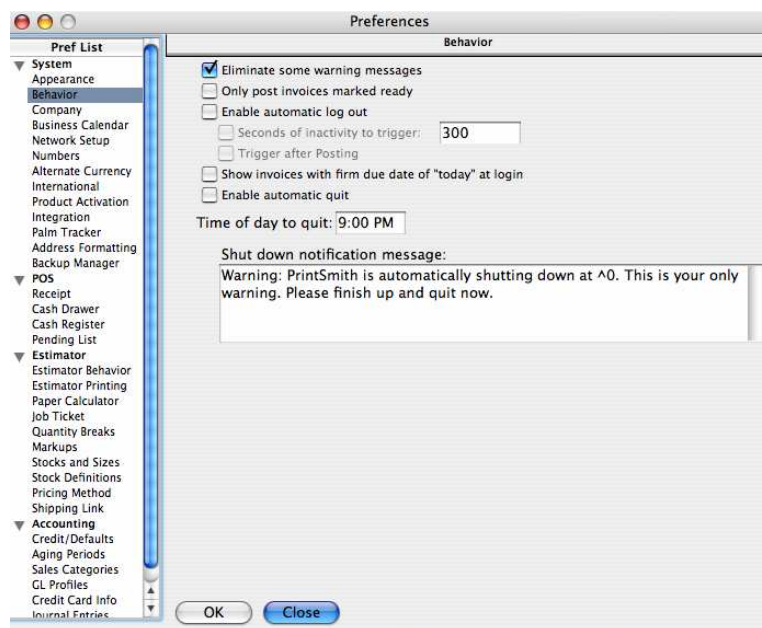 Preferences
Pref List
System
Appearance
Behavior
Company
Business Calendar
Network Setup
Numbers
Alternate Currency
International
Product Activation
Integration
Palm Tracker
Address Formatting
Backup Manager
POS
Receipt
Cash Drawer
Cash Register
Pending List
Estimator
Estimator Behavior
Estimator Printing
Paper Calculator
Job Ticket
Quantity Breaks
Markups
Stocks and Sizes
Stock Definitions
Pricing Method
Shipping Link
Accounting
Credit/Defaults
Aging Periods
Sales Categories
GL Profiles
Credit Card Info
Journal Entries
Behavior
Eliminate some warning messages
Only post invoices marked ready
Enable automatic log out
Seconds of inactivity to trigger: 300
Trigger after Posting
Show invoices with firm due date of "today" at login
Enable automatic quit
Time of day to quit: 9:00 PM
Shut down notification message:
Warning: PrintSmith is automatically shutting down at ^0. This is your only
warning. Please finish up and quit now.
OK
Close